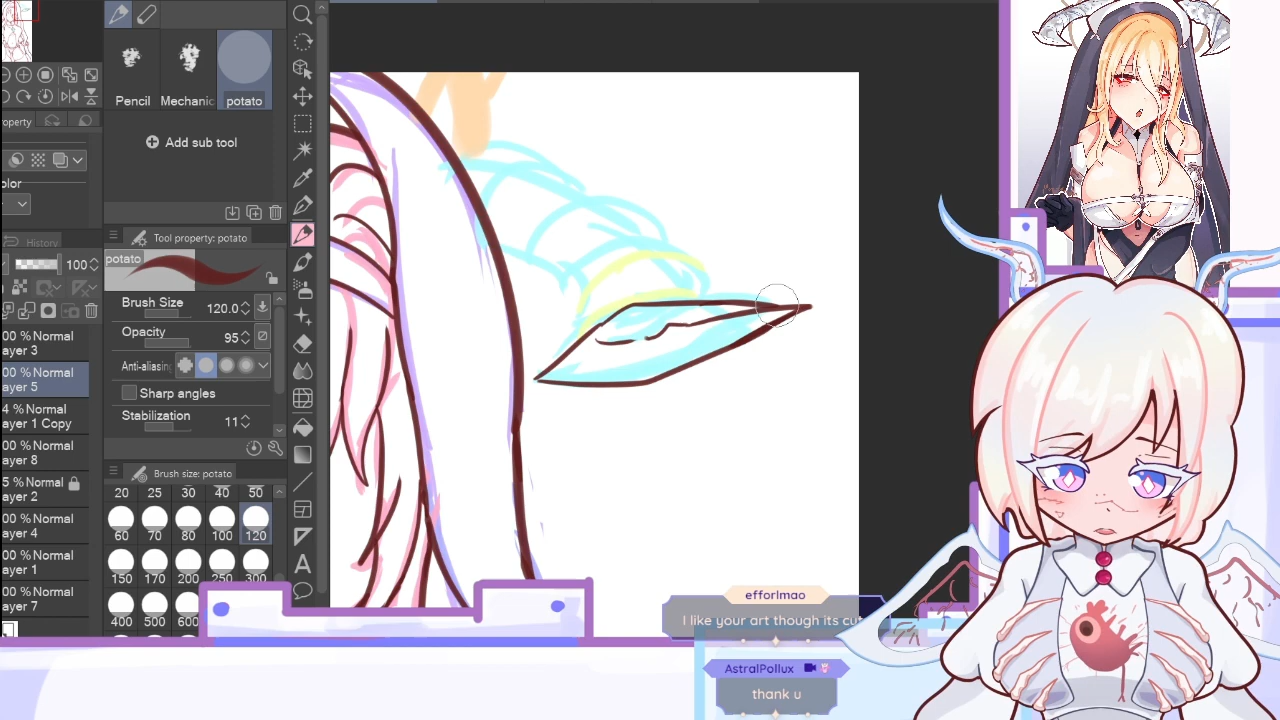 Pencil
Mechanic
potato
Add sub tool
roperty
olor
History
100
Tool property: potato
potato
Brush Size
120.0
Opacity
95
Anti-aliasing
Sharp angles
Stabilization
11
Brush size: potato
20 25 30 40 50
60 70 80 100 120
150 170 200 250 300
400 500 600
00 % Normal
ayer 3
00 % Normal
ayer 5
4 % Normal
ayer 1 Copy
00 % Normal
ayer 8
5 % Normal
ayer 2
00 % Normal
ayer 4
00 % Normal
ayer 1
00 % Normal
ayer 7
A
efforlmao
I like your art though its cut
AstralPollux
thank u